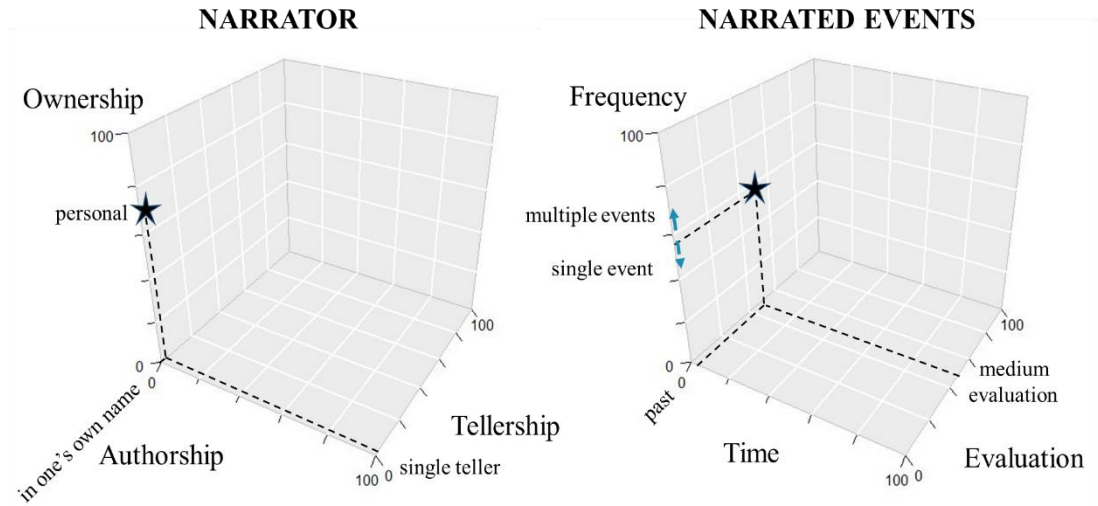 NARRATOR
Ownership
100
personal
0
0
in one's own name
Authorship
100
0
single teller
Tellership
100
NARRATED EVENTS
Frequency
100
multiple events
single event
0
0
past
Time
100
0
Evaluation
medium
evaluation
100